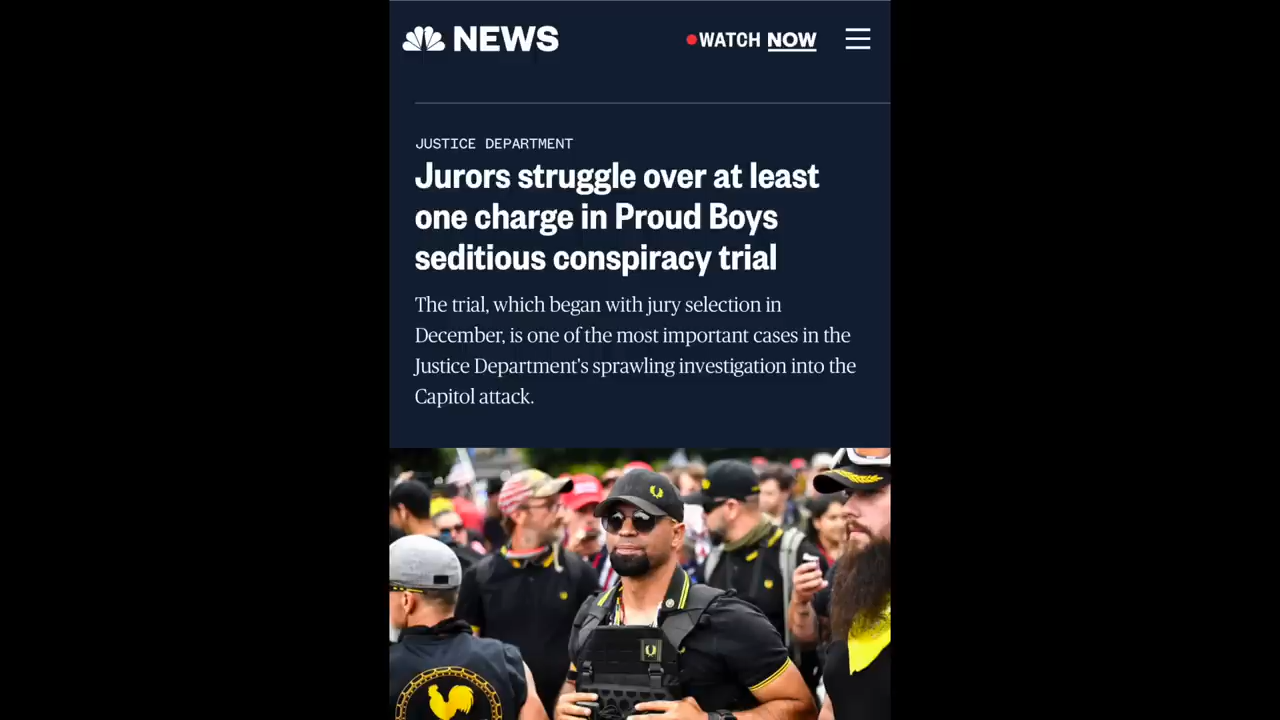 NEWS
WATCH NOW
JUSTICE DEPARTMENT
Jurors struggle over at least
one charge in Proud Boys
seditious conspiracy trial
The trial, which began with jury selection in
December, is one of the most important cases in the
Justice Department's sprawling investigation into the
Capitol attack.